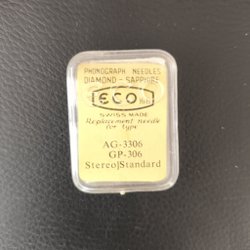 PHONOGRAPH NEEDLES
DIAMOND - SAPPHIRE
ECO
SWISS MADE
Replacement needle
for type
AG-3306
GP-306
Stereo|Standard